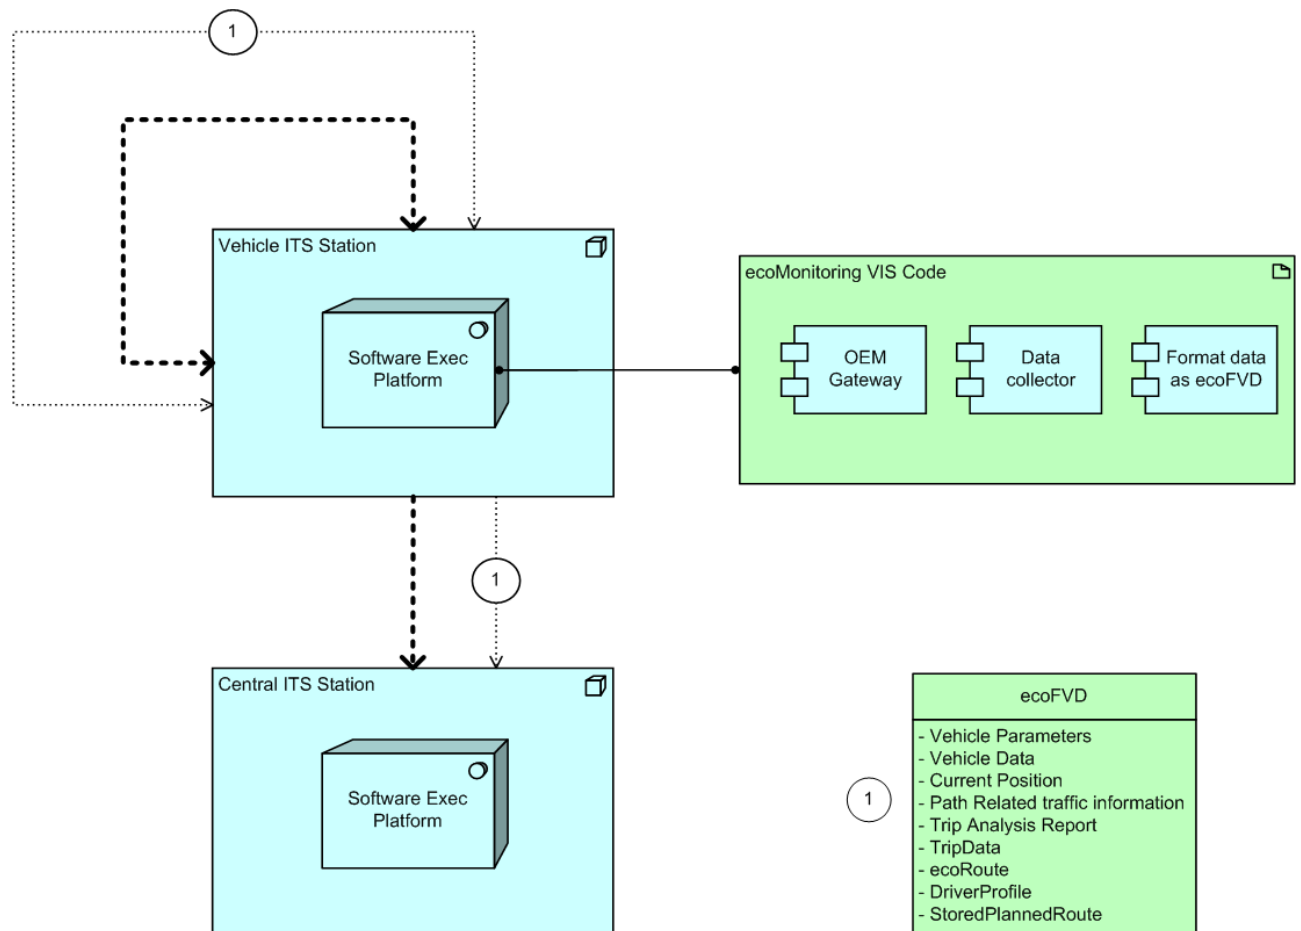 1
Vehicle ITS Station
Software Exec
Platform
ecoMonitoring VIS Code
OEM
Gateway
Data
collector
Format data
as ecoFVD
1
Central ITS Station
Software Exec
Platform
1
ecoFVD
- Vehicle Parameters
- Vehicle Data
- Current Position
- Path Related traffic information
- Trip Analysis Report
- TripData
- ecoRoute
- DriverProfile
- StoredPlannedRoute